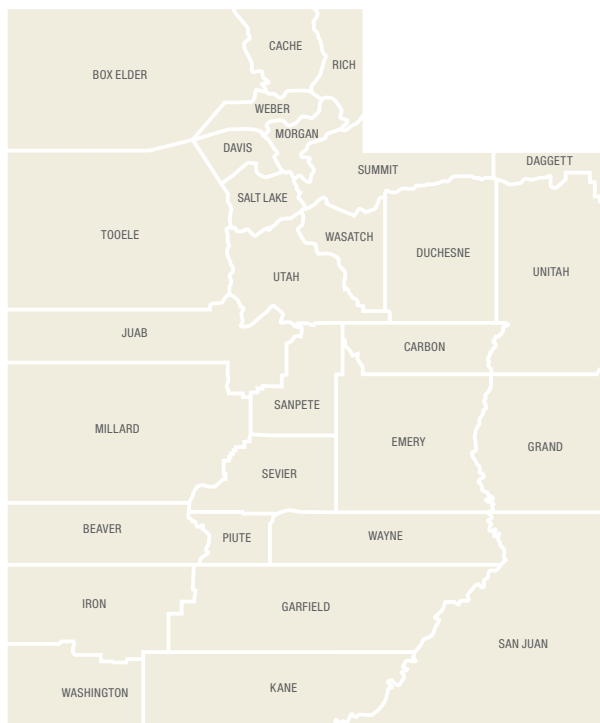 CACHE
RICH
BOX ELDER
WEBER
MORGAN
DAVIS
SUMMIT
DAGGETT
SALT LAKE
TOOELE
WASATCH
DUCHESNE
UNITAH
UTAH
JUAB
CARBON
SANPETE
MILLARD
EMERY
GRAND
SEVIER
BEAVER
PIUTE
WAYNE
IRON
GARFIELD
SAN JUAN
WASHINGTON
KANE